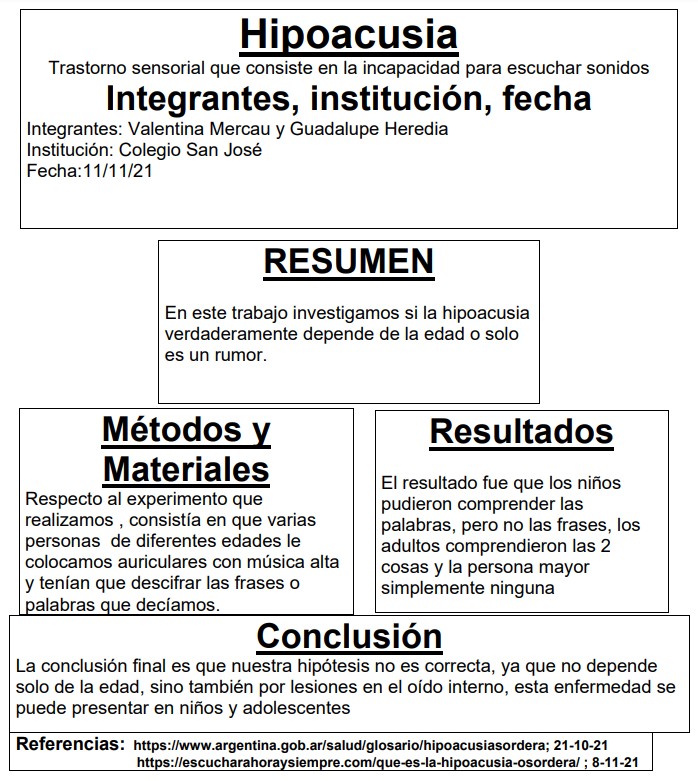 Hipoacusia
Trastorno sensorial que consiste en la incapacidad para escuchar sonidos
Integrantes, institución, fecha
Integrantes: Valentina Mercau y Guadalupe Heredia
Institución: Colegio San José
Fecha:11/11/21
RESUMEN
En este trabajo investigamos si la hipoacusia
verdaderamente depende de la edad o solo
es un rumor.
Métodos y
Materiales
Respecto al experimento que
realizamos , consistía en que varias
personas  de diferentes edades le
colocamos auriculares con música alta
y tenían que descifrar las frases o
palabras que decíamos.
Resultados
El resultado fue que los niños
pudieron comprender las
palabras, pero no las frases, los
adultos comprendieron las 2
cosas y la persona mayor
simplemente ninguna
Conclusión
La conclusión final es que nuestra hipótesis no es correcta, ya que no depende
solo de la edad, sino también por lesiones en el oído interno, esta enfermedad se
puede presentar en niños y adolescentes
Referencias: https://www.argentina.gob.ar/salud/glosario/hipoacusiasordera; 21-10-21
https://escucharahoraysiempre.com/que-es-la-hipoacusia-osordera/ ; 8-11-21